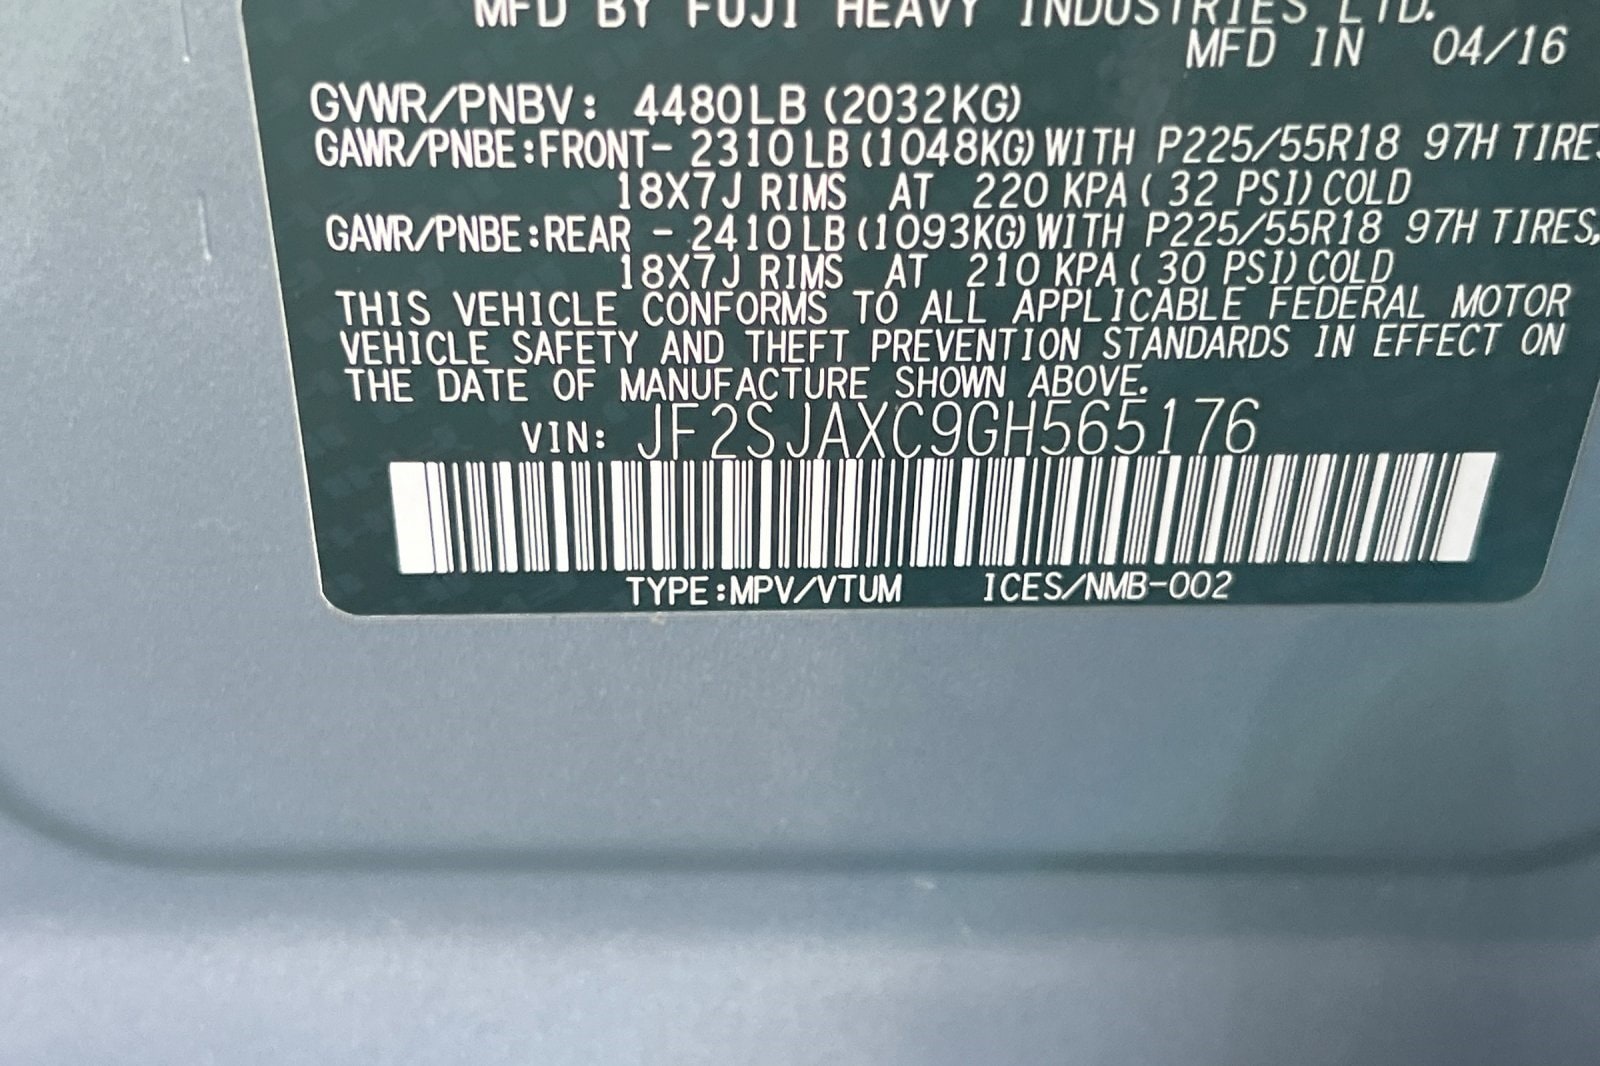 MFD BY FUJI HEAVY INDUSTRIES LTD.
MFD IN 04/16
GVWR/PNBV: 4480LB (2032KG)
GAWR/PNBE:FRONT- 2310LB (1048KG) WITH P225/55R18 97H TIRES
18X7J RIMS AT 220 KPA ( 32 PSI) COLD
GAWR/PNBE:REAR - 2410LB (1093KG) WITH P225/55R18 97H TIRES,
18X7J RIMS AT 210 KPA ( 30 PSI) COLD
THIS VEHICLE CONFORMS TO ALL APPLICABLE FEDERAL MOTOR
VEHICLE SAFETY AND THEFT PREVENTION STANDARDS IN EFFECT ON
THE DATE OF MANUFACTURE SHOWN ABOVE.
VIN: JF2SJAXC9GH565176
TYPE:MPV/VTUM ICES/NMB-002